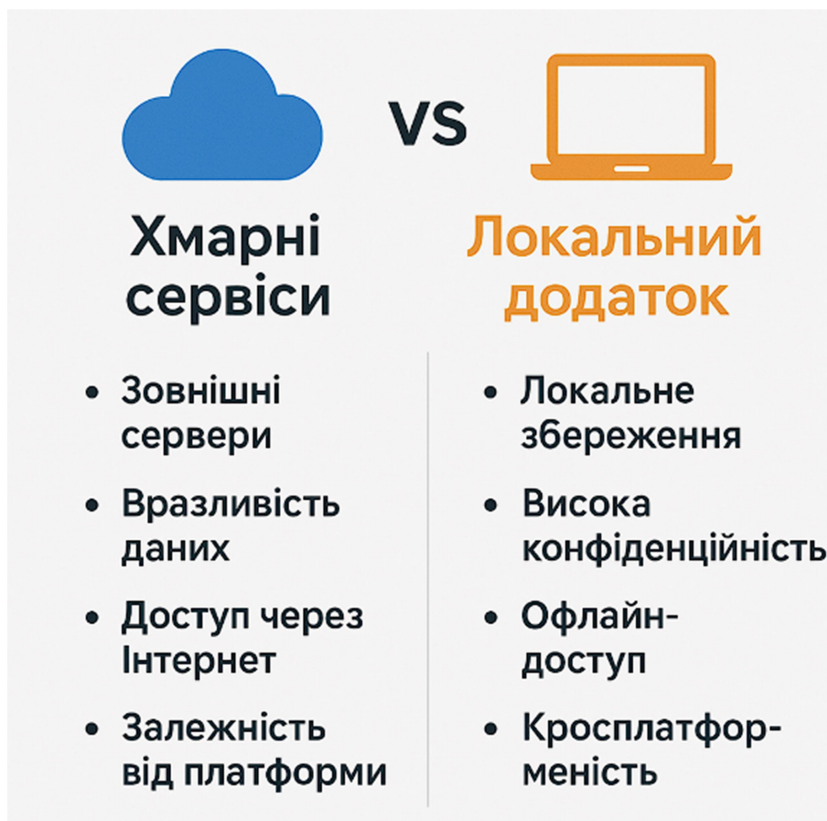 VS
Хмарні
сервіси
• Зовнішні
сервери
• Вразливість
даних
• Доступ через
Інтернет
• Залежність
від платформи
Локальний
додаток
• Локальне
збереження
• Висока
конфіденційність
• Офлайн-
доступ
• Кросплатфор-
меність